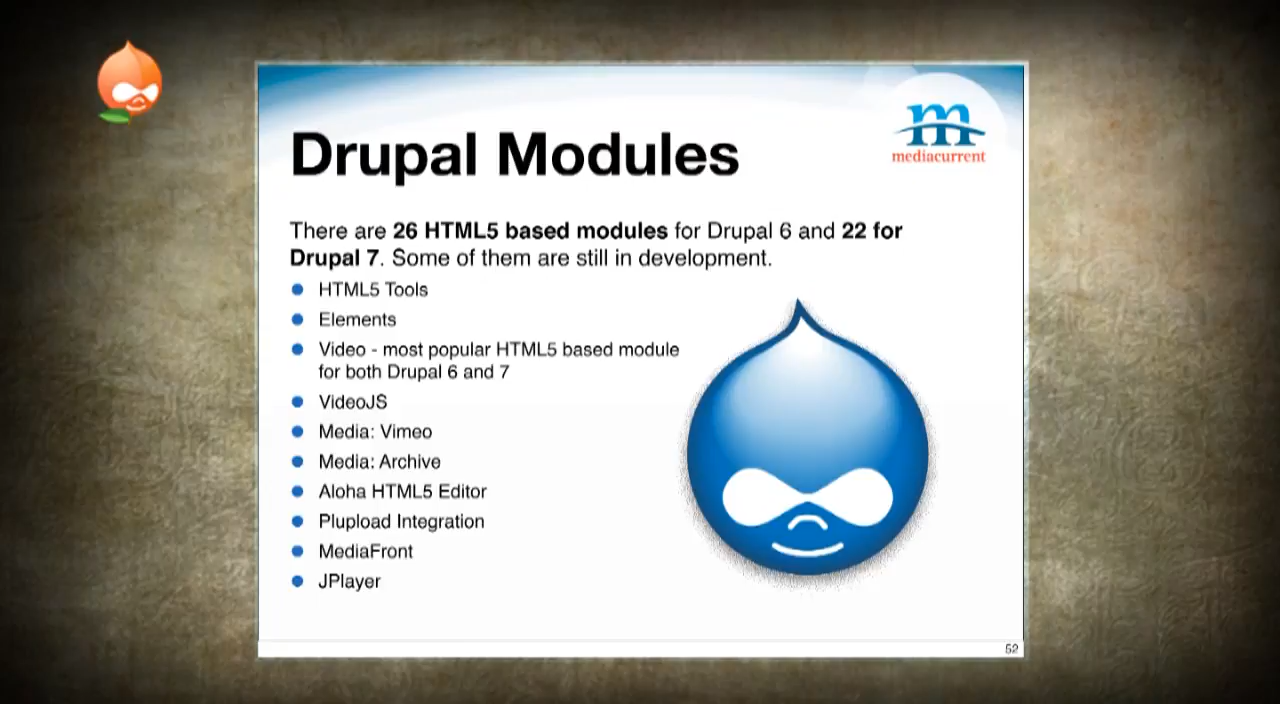 m
mediacurrent
Drupal Modules
There are 26 HTML5 based modules for Drupal 6 and 22 for
Drupal 7. Some of them are still in development.
HTML5 Tools
Elements
Video - most popular HTML5 based module
for both Drupal 6 and 7
VideoJS
Media: Vimeo
Media: Archive
Aloha HTML5 Editor
Plupload Integration
MediaFront
JPlayer
52